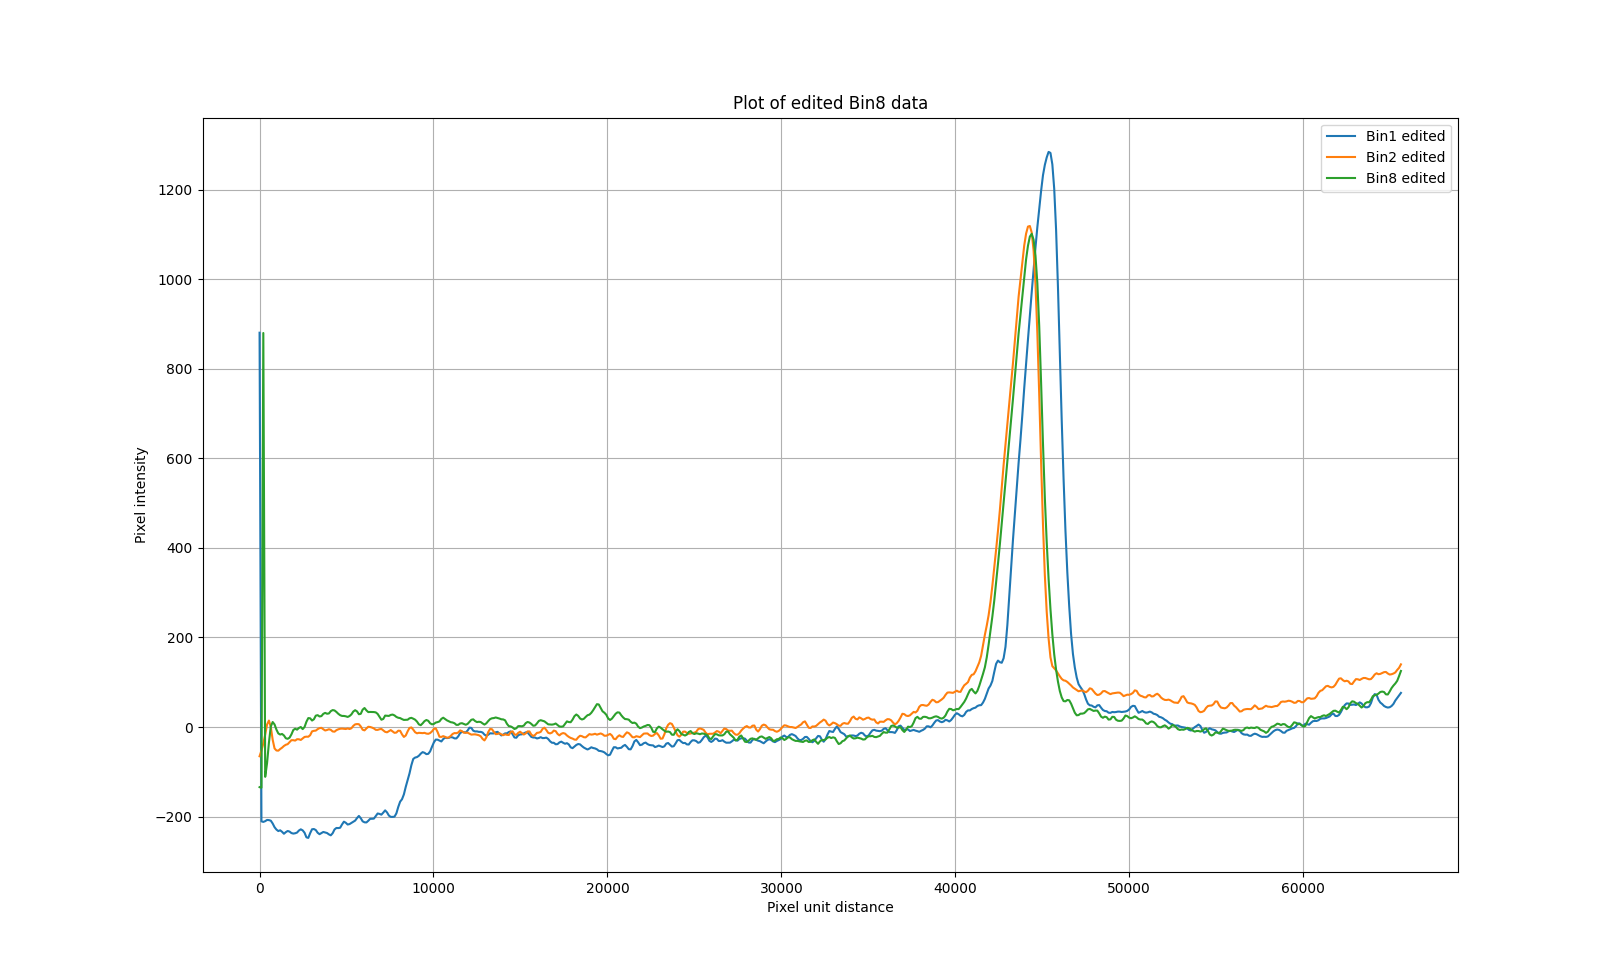 Plot of edited Bin8 data
Bin1 edited
Bin2 edited
Bin8 edited
1200
1000
800
600
400
200
0
−200
Pixel intensity
0 10000 20000 30000 40000 50000 60000
Pixel unit distance